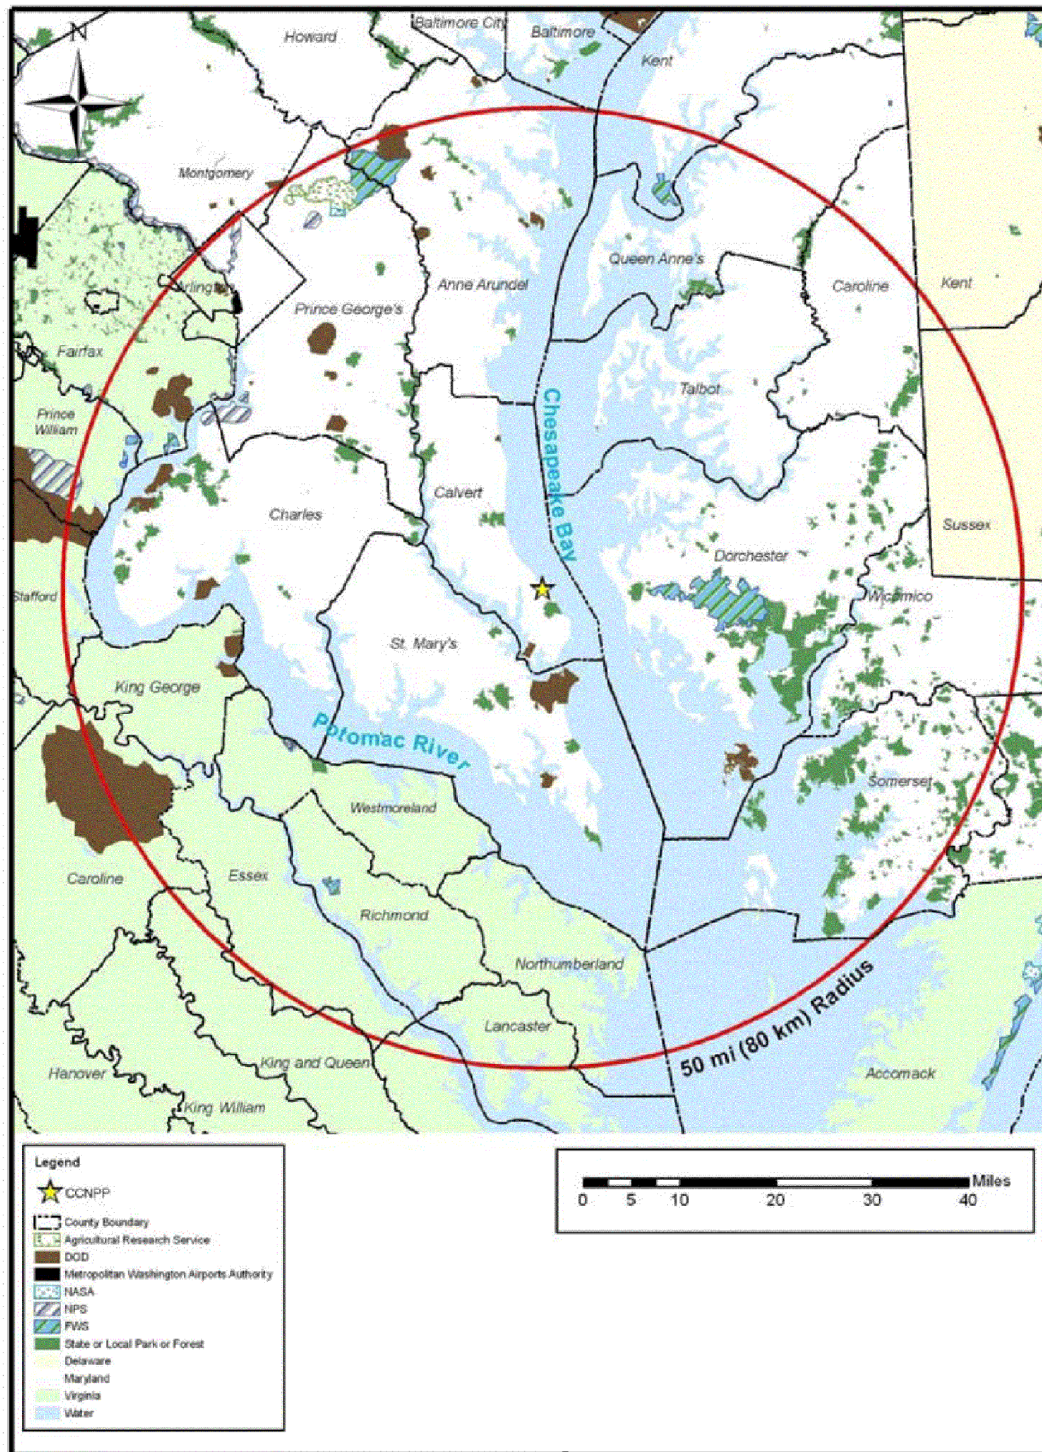 Baltimore City
Baltimore
Howard
Kent
N
Montgomery
Queen Anne's
Anne Arundel
Caroline
Kent
Arlington
Prince George's
Fairfax
Talbot
Prince
William
Chesapeake Bay
Calvert
Charles
Sussex
Dorchester
Stafford
Wicomico
St. Mary's
King George
Potomac River
Somerset
Westmoreland
Caroline
Essex
Richmond
Northumberland
50 mi (80 km) Radius
Lancaster
King and Queen
Hanover
Accomack
King William
Legend
CCNPP
County Boundary
Agricultural Research Service
DOD
Metropolitan Washington Airports Authority
NASA
NPS
FWS
State or Local Park or Forest
Delaware
Maryland
Virginia
Water
Miles
0 5 10 20 30 40